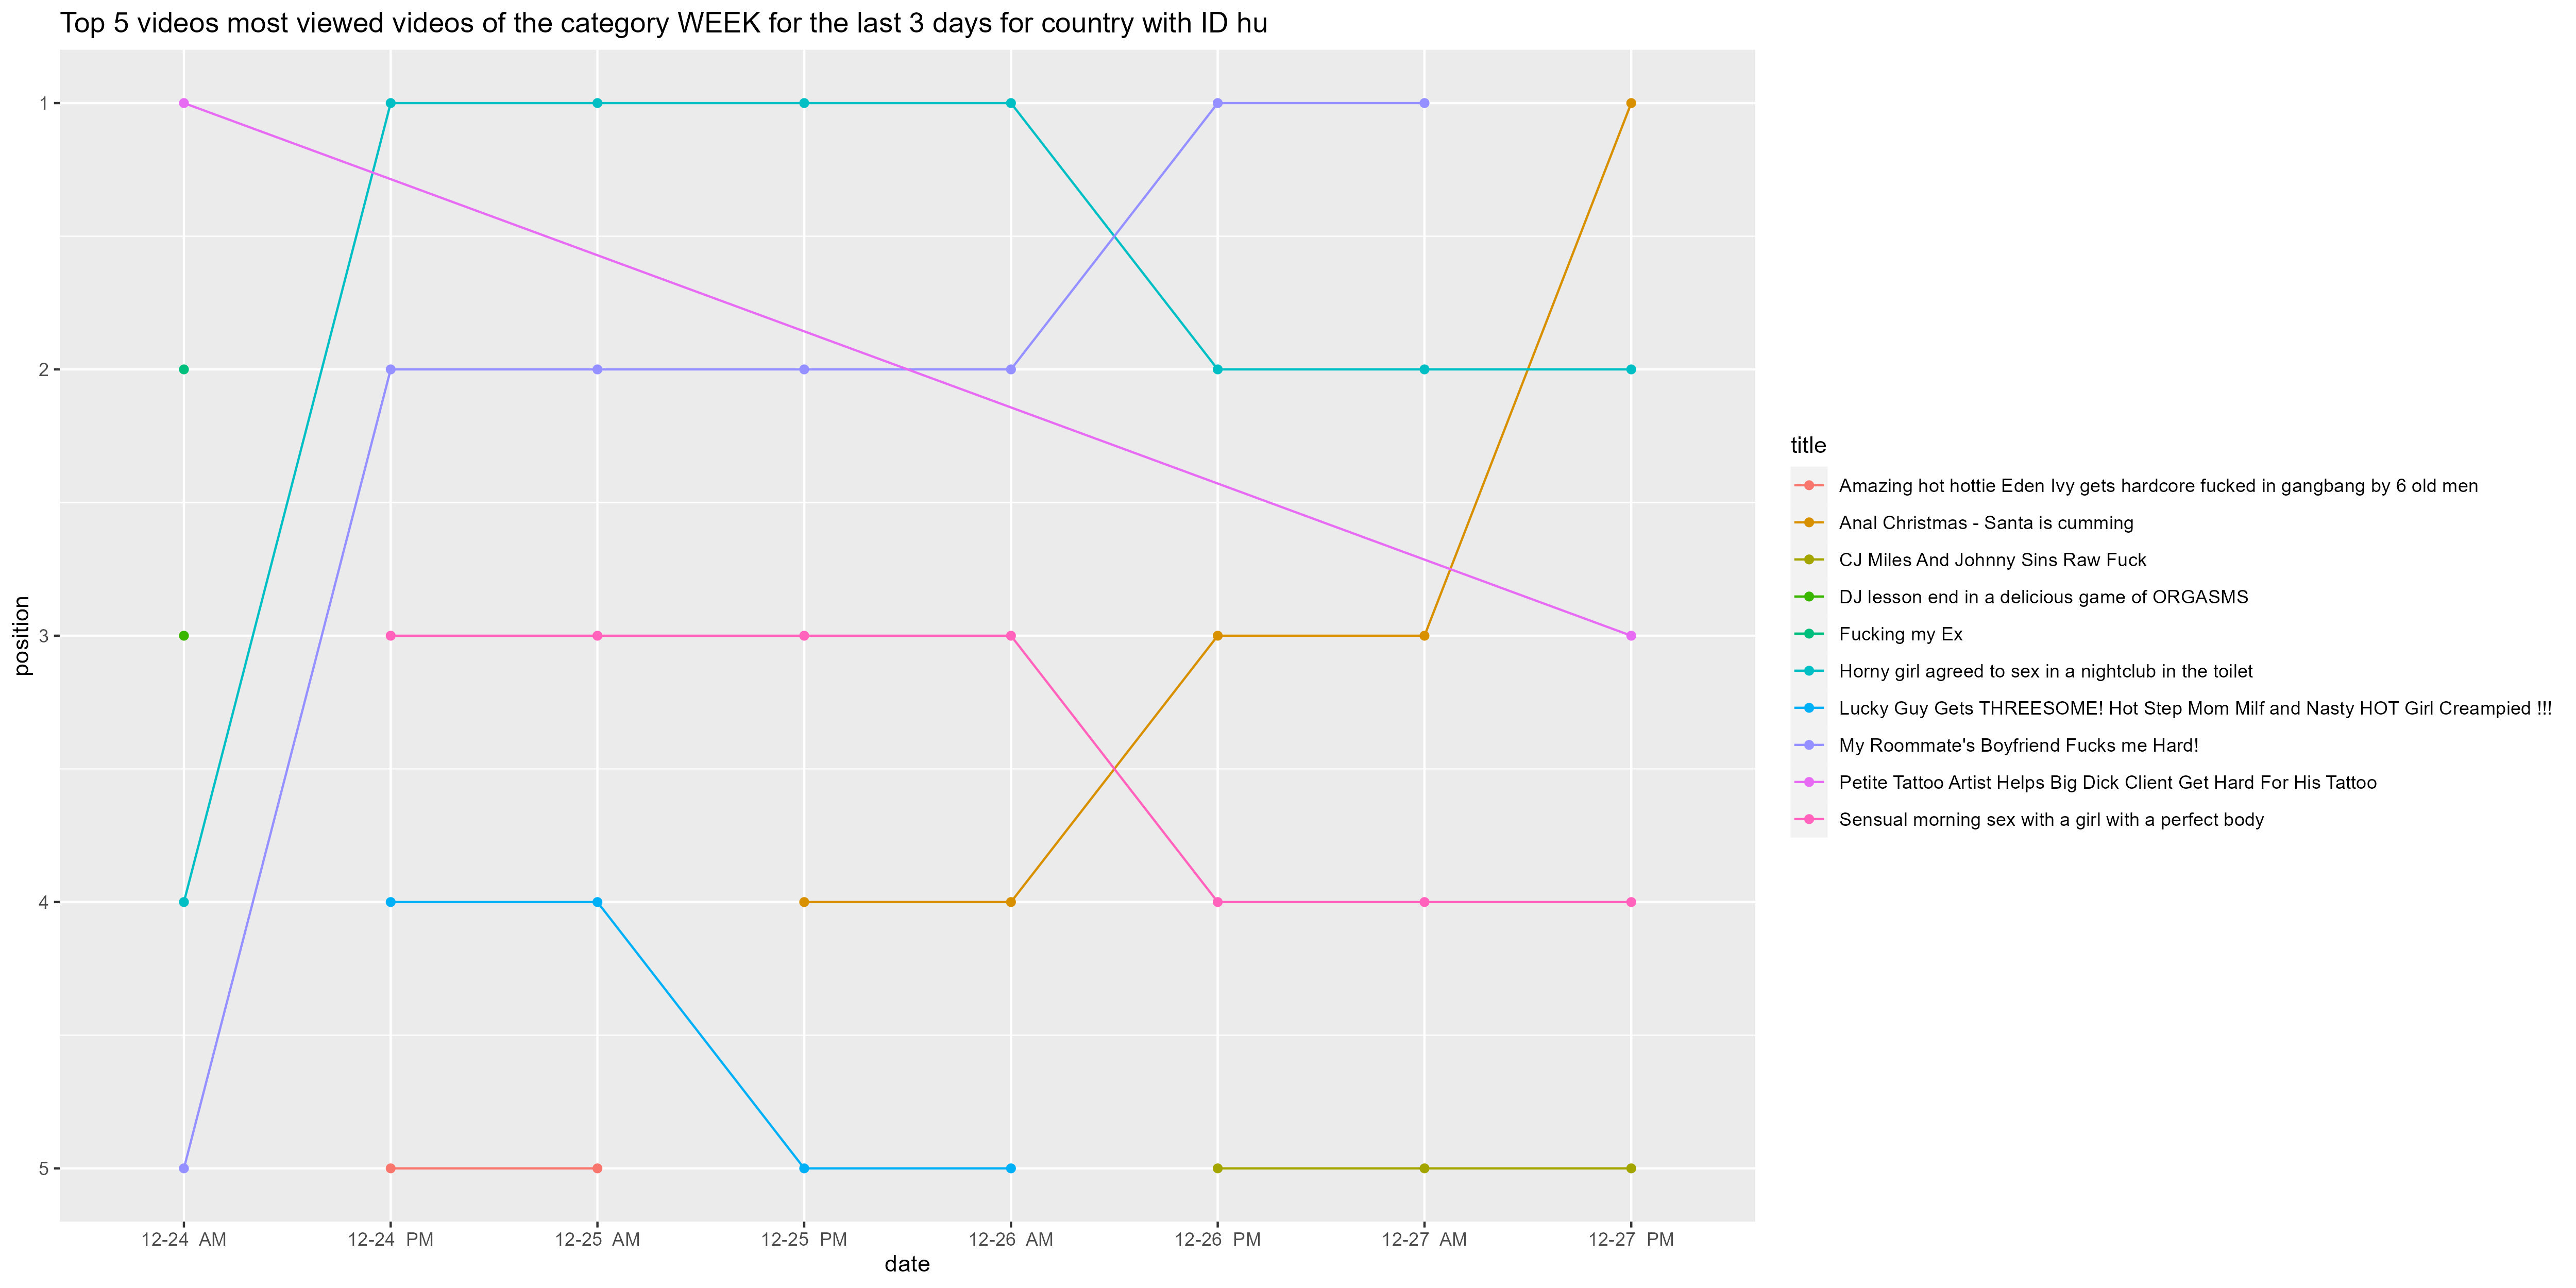 Top 5 videos most viewed videos of the category WEEK for the last 3 days for country with ID hu
position
1
2
3
4
5
12-24 AM
12-24 PM
12-25 AM
12-25 PM
12-26 AM
12-26 PM
12-27 AM
12-27 PM
date
title
Amazing hot hottie Eden Ivy gets hardcore fucked in gangbang by 6 old men
Anal Christmas - Santa is cumming
CJ Miles And Johnny Sins Raw Fuck
DJ lesson end in a delicious game of ORGASMS
Fucking my Ex
Horny girl agreed to sex in a nightclub in the toilet
Lucky Guy Gets THREESOME! Hot Step Mom Milf and Nasty HOT Girl Creampied !!!
My Roommate's Boyfriend Fucks me Hard!
Petite Tattoo Artist Helps Big Dick Client Get Hard For His Tattoo
Sensual morning sex with a girl with a perfect body